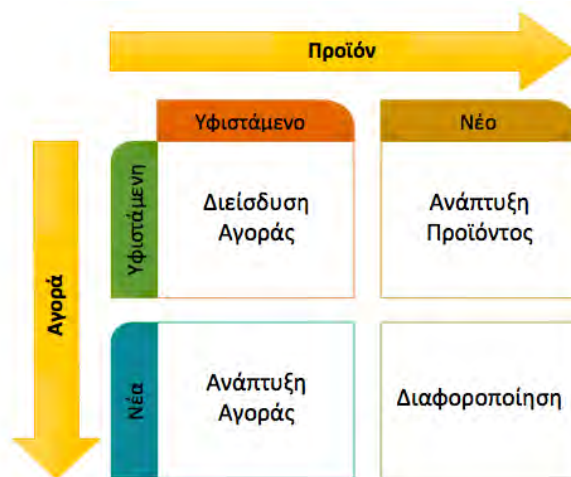 Προϊόν
Υφιστάμενο
Νέο
Αγορά
Υφιστάμενη
Διείσδυση
Αγοράς
Ανάπτυξη
Προϊόντος
Νέα
Ανάπτυξη
Αγοράς
Διαφοροποίηση